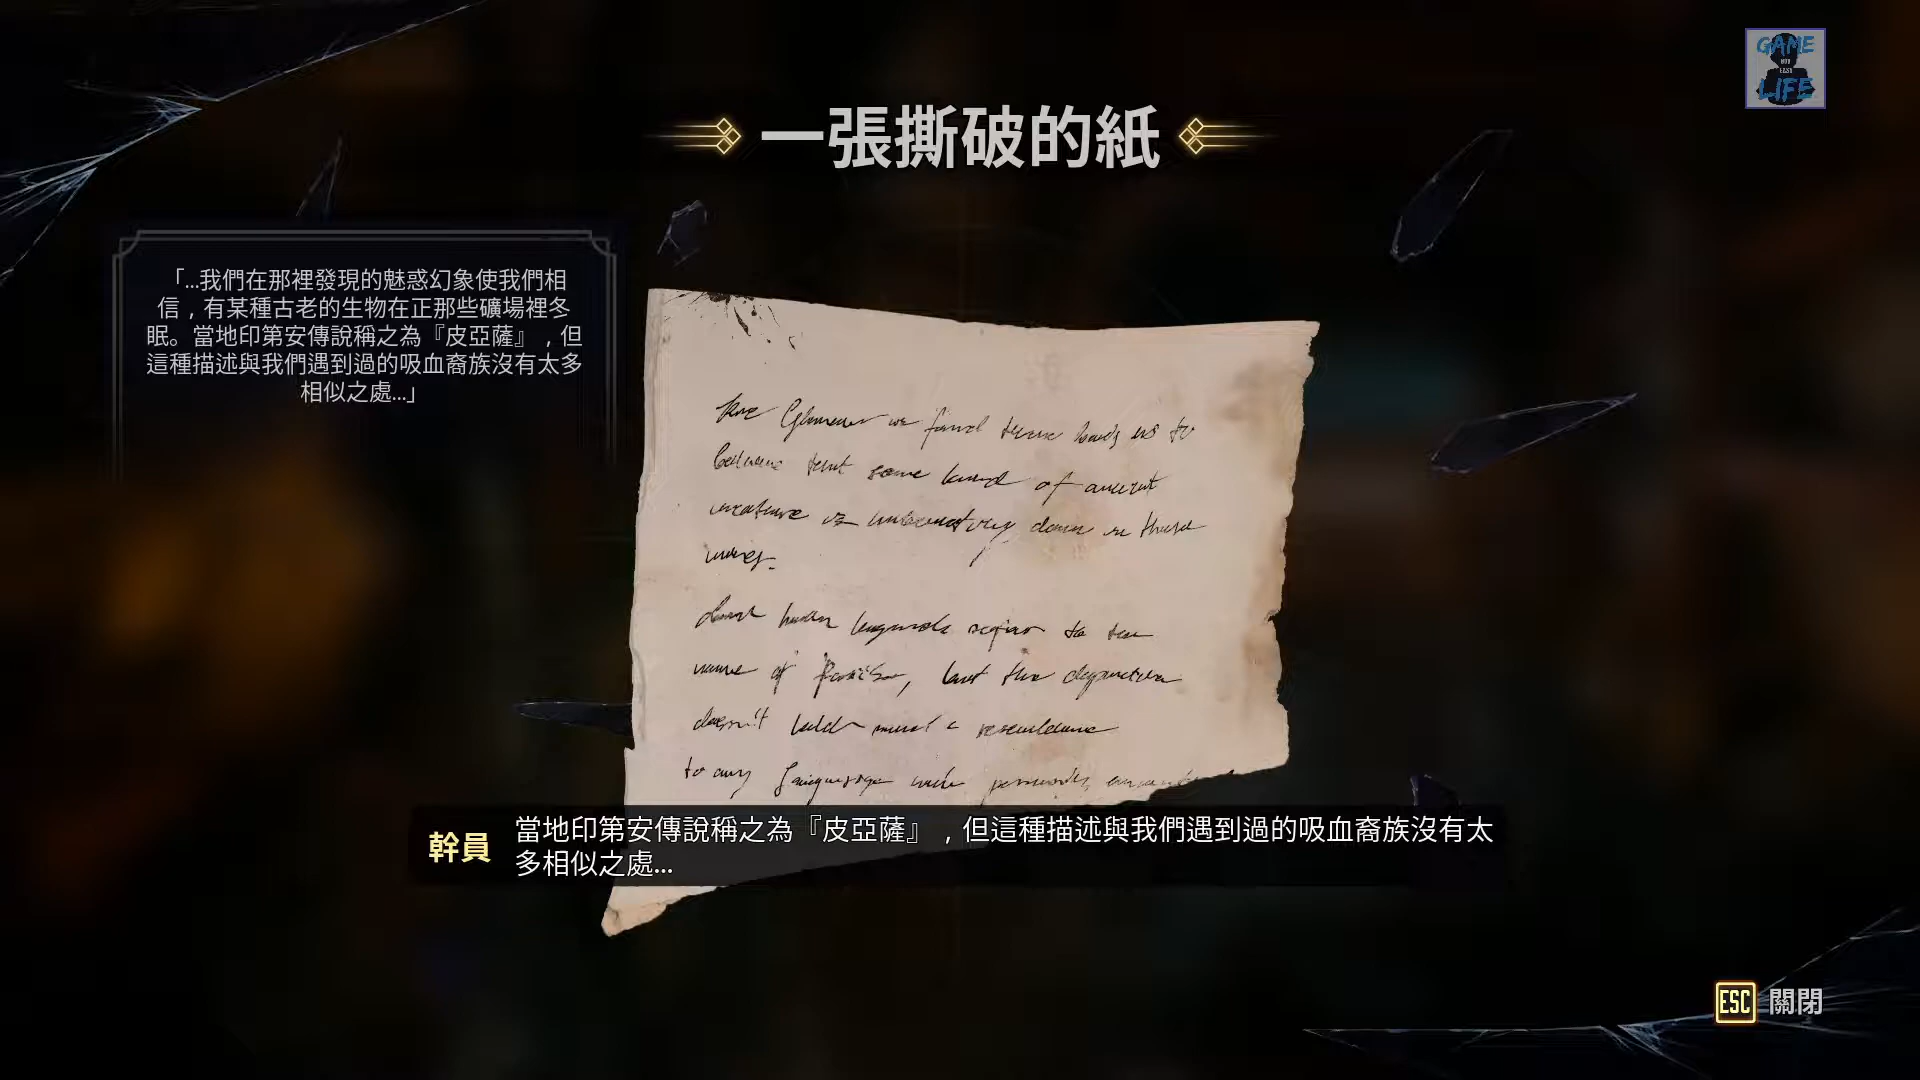 GAME
LIFE
一張撕破的紙
「...我們在那裡發現的魅惑幻象使我們相
信，有某種古老的生物在正那些礦場裡冬
眠。當地印第安傳說稱之為『皮亞薩』，但
這種描述與我們遇到過的吸血裔族沒有太多
相似之處...」
The Glamour we found there leads us to
believe that some kind of ancient
creature is hibernating down in those
mines.
legends refer to the
name of Piasa, but the depiction
doesn't hold much resemblance
to any
幹員
當地印第安傳說稱之為『皮亞薩』，但這種描述與我們遇到過的吸血裔族沒有太
多相似之處...
ESC 關閉